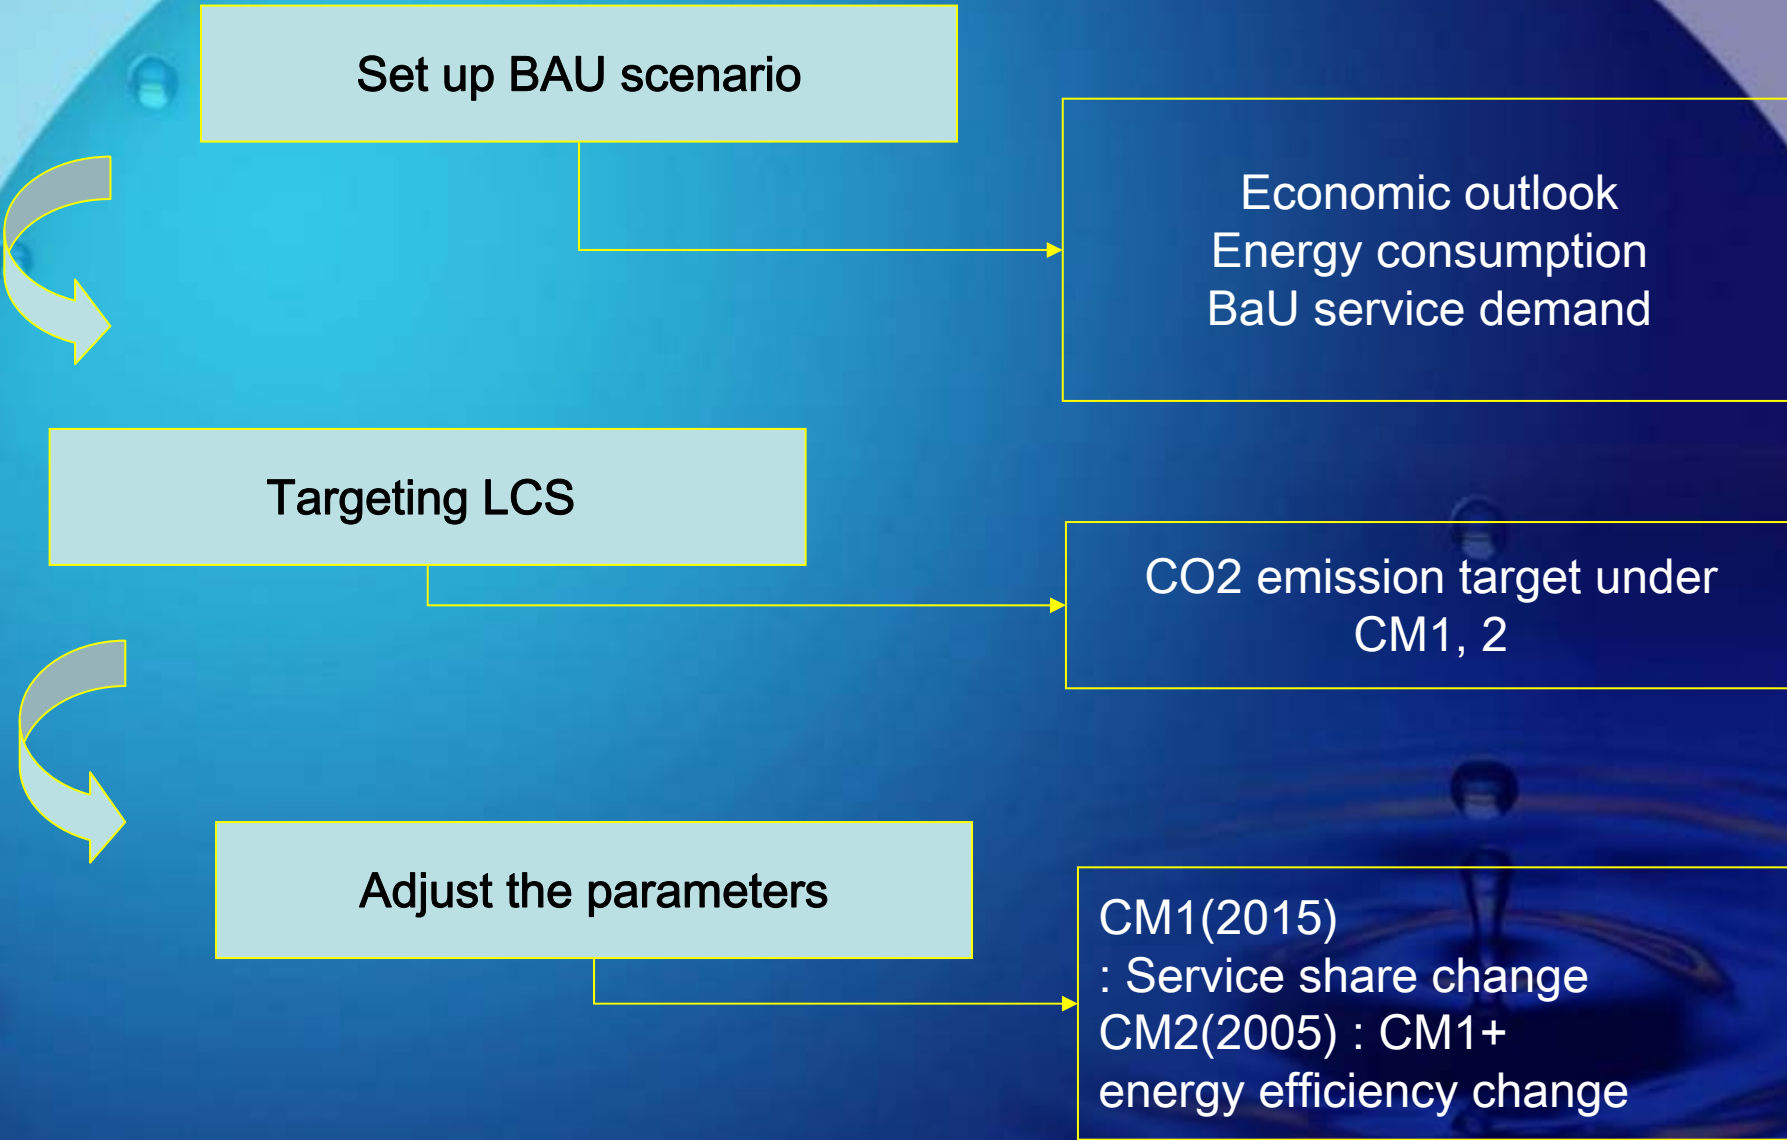 Set up BAU scenario
Economic outlook
Energy consumption
BaU service demand
Targeting LCS
CO2 emission target under
CM1, 2
Adjust the parameters
CM1(2015)
: Service share change
CM2(2005) : CM1+
energy efficiency change